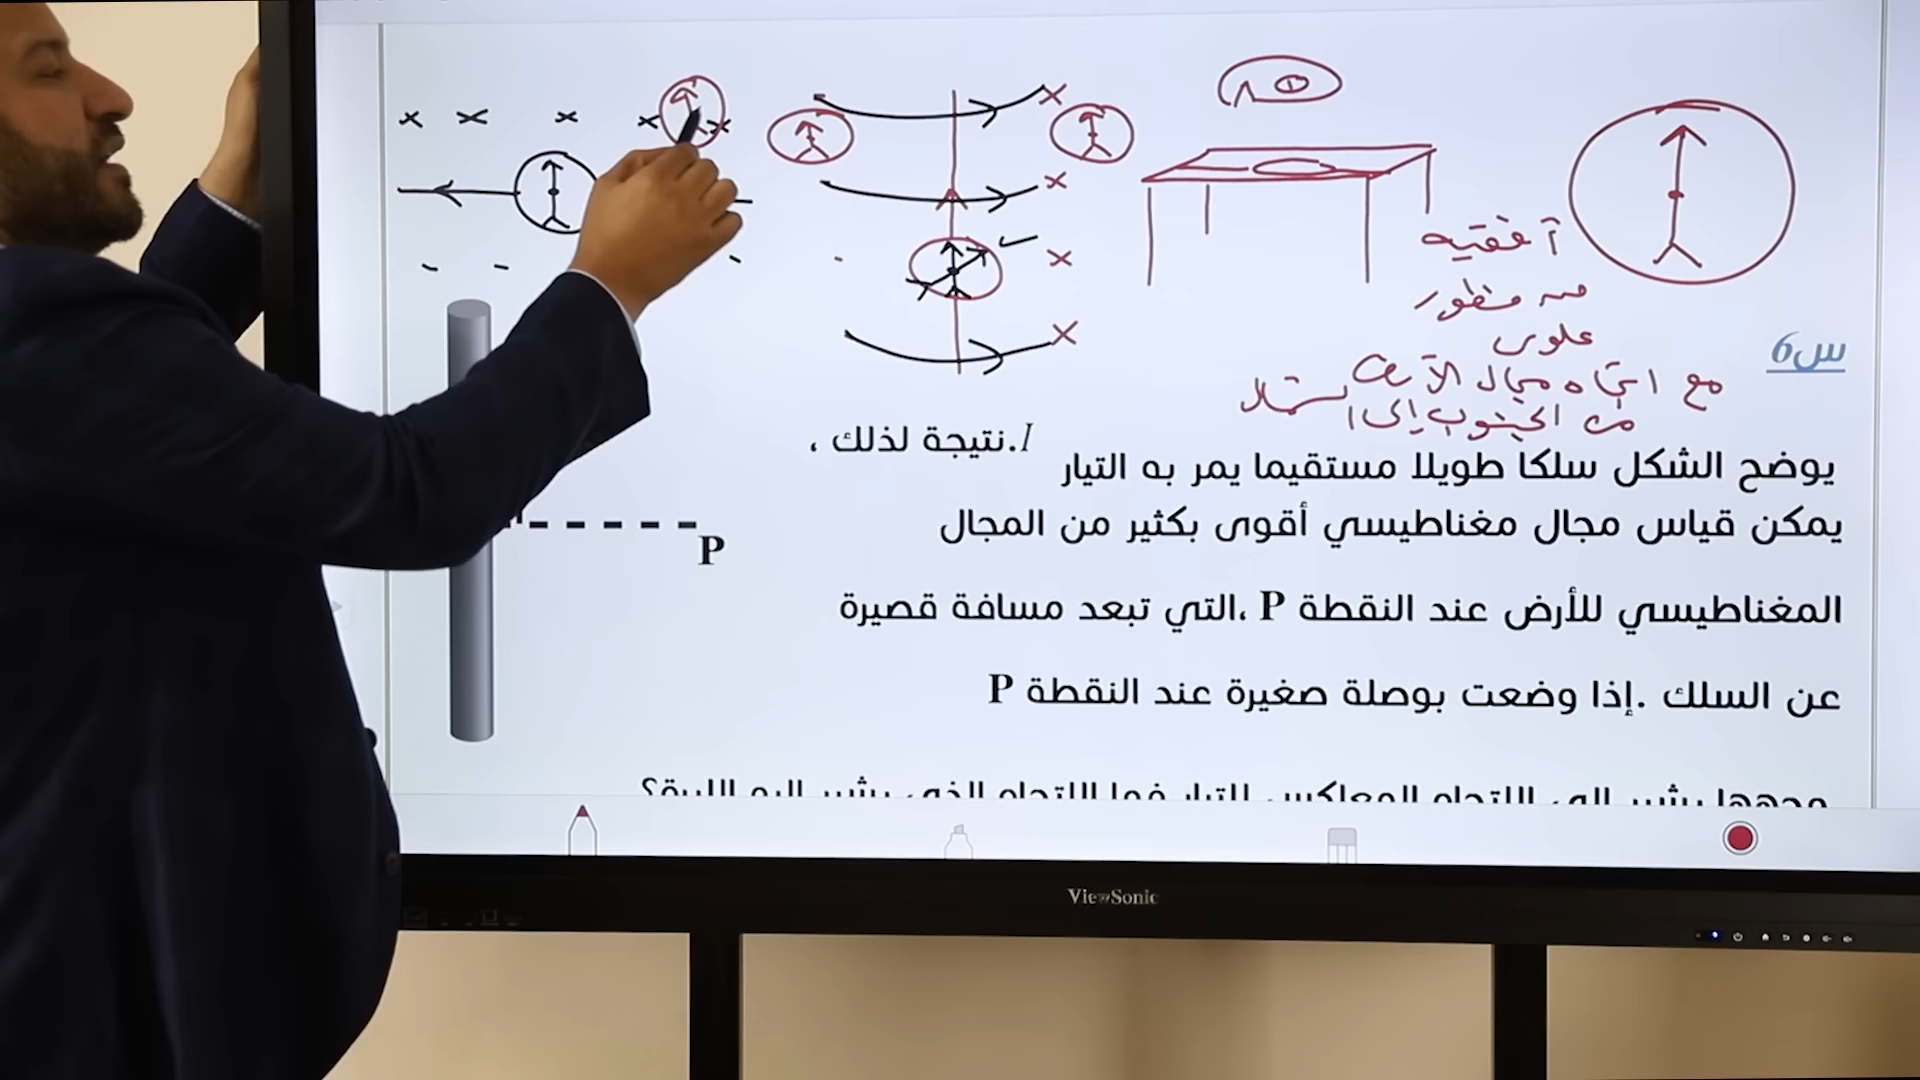 أفقيه
من منظور
علوى
مع اتجاه مجال الأرض
من الجنوب إلى الشمال
س6
يوضح الشكل سلكا طويلا مستقيما يمر به التيار I.نتيجة لذلك ،
يمكن قياس مجال مغناطيسي أقوى بكثير من المجال
المغناطيسي للأرض عند النقطة P ،التي تبعد مسافة قصيرة
عن السلك .إذا وضعت بوصلة صغيرة عند النقطة P
P
ViewSonic